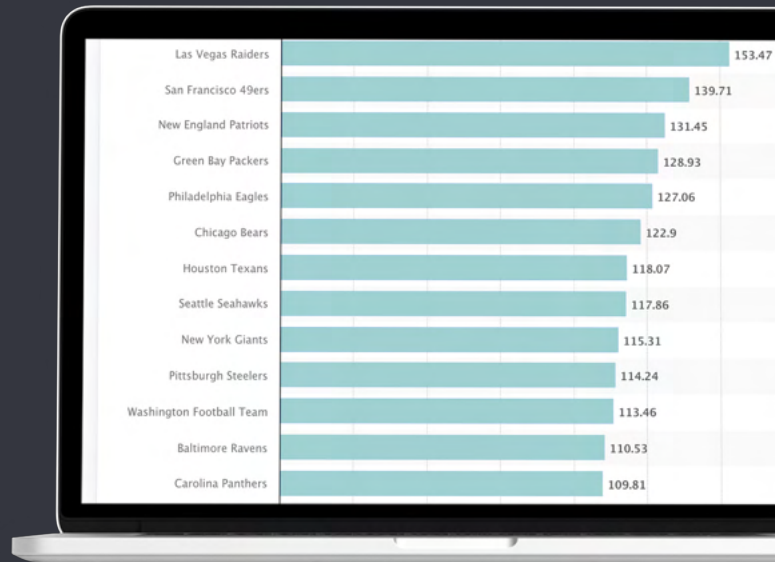 Las Vegas Raiders 153.47
San Francisco 49ers 139.71
New England Patriots 131.45
Green Bay Packers 128.93
Philadelphia Eagles 127.06
Chicago Bears 122.9
Houston Texans 118.07
Seattle Seahawks 117.86
New York Giants 115.31
Pittsburgh Steelers 114.24
Washington Football Team 113.46
Baltimore Ravens 110.53
Carolina Panthers 109.81